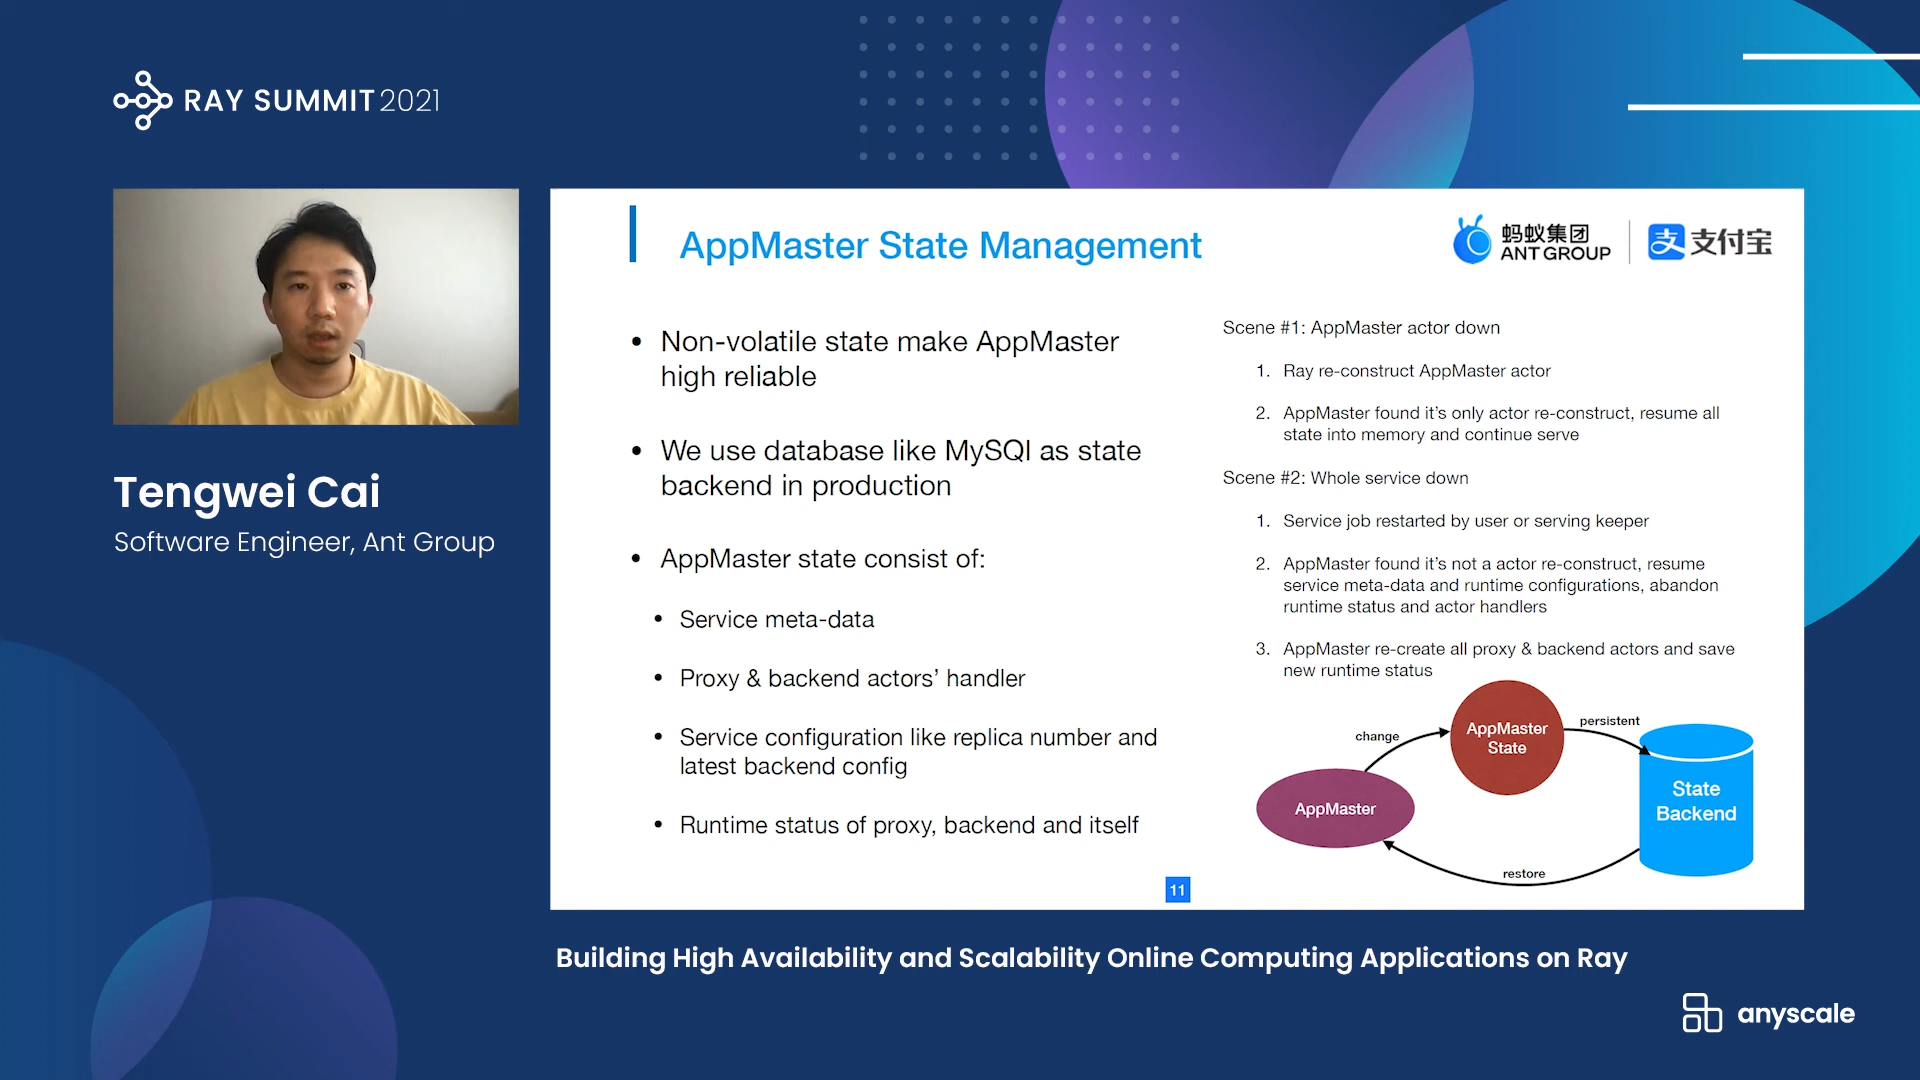 RAY SUMMIT 2021
Tengwei Cai
Software Engineer, Ant Group
AppMaster State Management
蚂蚁集团
ANT GROUP
支 支付宝
• Non-volatile state make AppMaster
high reliable
• We use database like MySQl as state
backend in production
• AppMaster state consist of:
• Service meta-data
• Proxy & backend actors’ handler
• Service configuration like replica number and
latest backend config
• Runtime status of proxy, backend and itself
Scene #1: AppMaster actor down
1. Ray re-construct AppMaster actor
2. AppMaster found it’s only actor re-construct, resume all
state into memory and continue serve
Scene #2: Whole service down
1. Service job restarted by user or serving keeper
2. AppMaster found it’s not a actor re-construct, resume
service meta-data and runtime configurations, abandon
runtime status and actor handlers
3. AppMaster re-create all proxy & backend actors and save
new runtime status
change
AppMaster
State
persistent
State
Backend
AppMaster
restore
11
Building High Availability and Scalability Online Computing Applications on Ray
anyscale